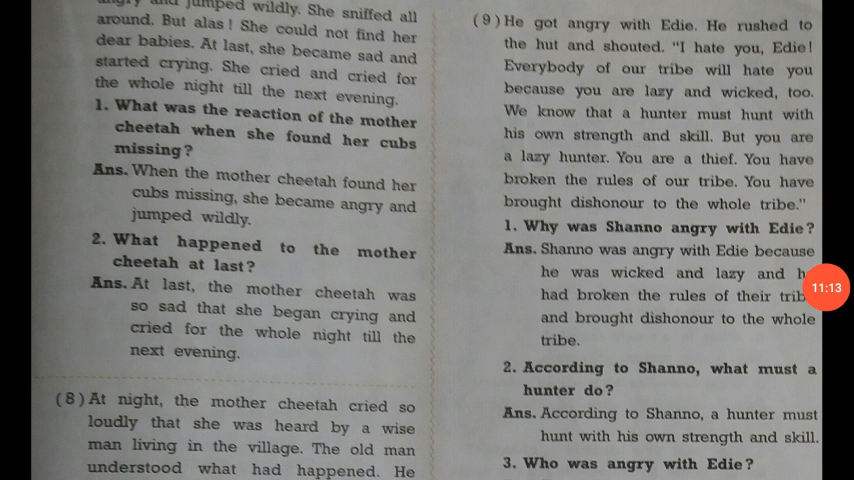 angry and jumped wildly. She sniffed all
around. But alas! She could not find her
dear babies. At last, she became sad and
started crying. She cried and cried for
the whole night till the next evening.
1. What was the reaction of the mother
cheetah when she found her cubs
missing?
Ans. When the mother cheetah found her
cubs missing, she became angry and
jumped wildly.
2. What happened to the mother
cheetah at last?
Ans. At last, the mother cheetah was
so sad that she began crying and
cried for the whole night till the
next evening.
(8) At night, the mother cheetah cried so
loudly that she was heard by a wise
man living in the village. The old man
understood what had happened. He
(9) He got angry with Edie. He rushed to
the hut and shouted. "I hate you, Edie!
Everybody of our tribe will hate you
because you are lazy and wicked, too.
We know that a hunter must hunt with
his own strength and skill. But you are
a lazy hunter. You are a thief. You have
broken the rules of our tribe. You have
brought dishonour to the whole tribe."
1. Why was Shanno angry with Edie?
Ans. Shanno was angry with Edie because
he was wicked and lazy and
had broken the rules of their
and brought dishonour to the whole
tribe.
2. According to Shanno, what must a
hunter do?
Ans. According to Shanno, a hunter must
hunt with his own strength and skill.
3. Who was angry with Edie?
11:13